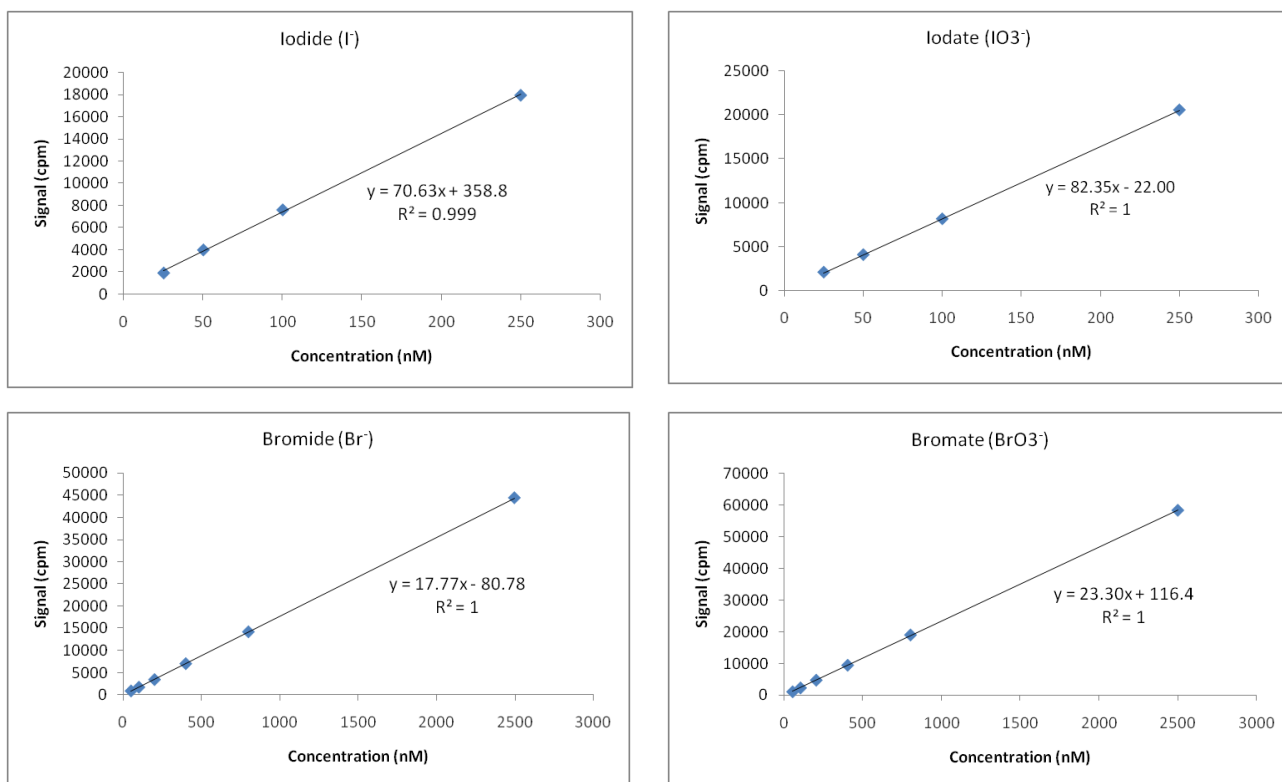 Iodide (I⁻)
20000
18000
16000
14000
12000
10000
8000
6000
4000
2000
0
Signal (cpm)
y = 70.63x + 358.8
R² = 0.999
0 50 100 150 200 250 300
Concentration (nM)
Iodate (IO3⁻)
25000
20000
15000
10000
5000
0
Signal (cpm)
y = 82.35x - 22.00
R² = 1
0 50 100 150 200 250 300
Concentration (nM)
Bromide (Br⁻)
50000
45000
40000
35000
30000
25000
20000
15000
10000
5000
0
Signal (cpm)
y = 17.77x - 80.78
R² = 1
0 500 1000 1500 2000 2500 3000
Concentration (nM)
Bromate (BrO3⁻)
70000
60000
50000
40000
30000
20000
10000
0
Signal (cpm)
y = 23.30x + 116.4
R² = 1
0 500 1000 1500 2000 2500 3000
Concentration (nM)